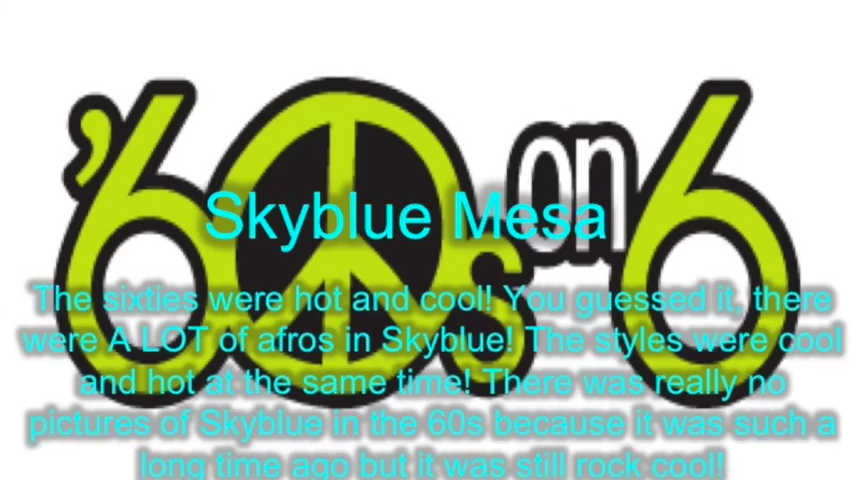 '60s on 6
Skyblue Mesa
The sixties were hot and cool! You guessed it, there
were A LOT of afros in Skyblue! The styles were cool
and hot at the same time! There was really no
pictures of Skyblue in the 60s because it was such a
long time ago but it was still rock cool!